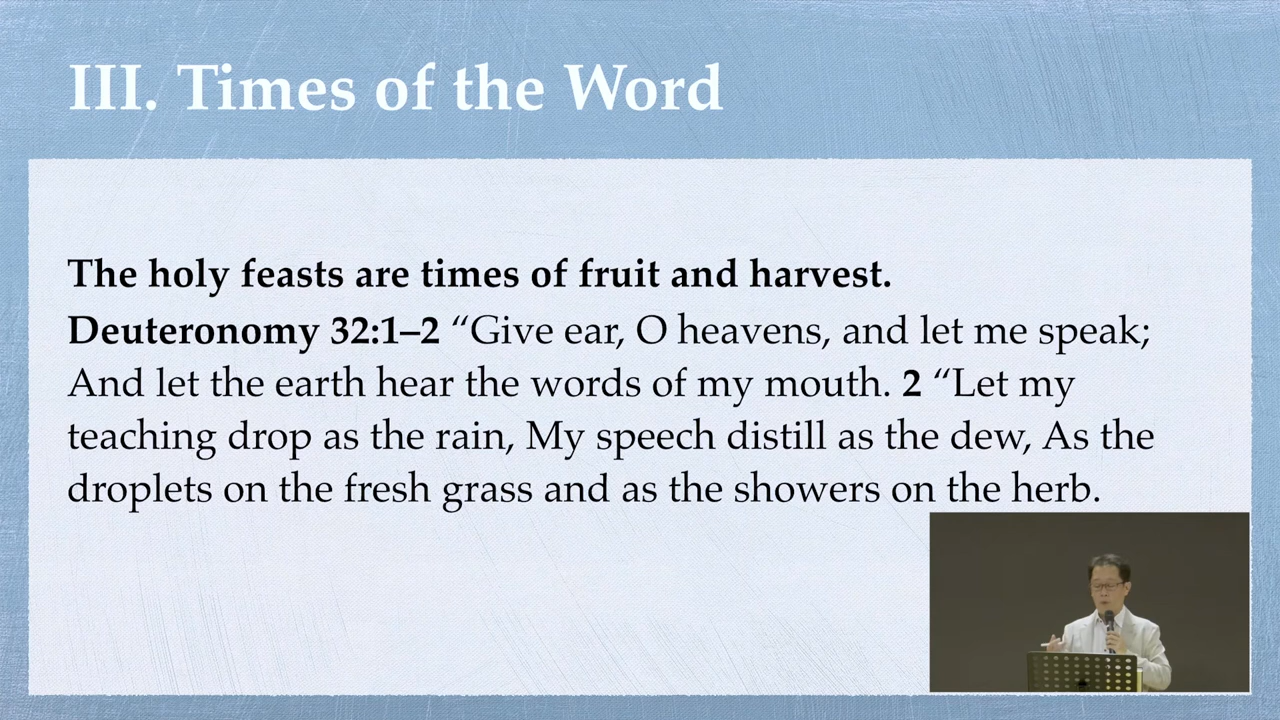 III. Times of the Word
The holy feasts are times of fruit and harvest.
Deuteronomy 32:1–2 “Give ear, O heavens, and let me speak;
And let the earth hear the words of my mouth. 2 “Let my
teaching drop as the rain, My speech distill as the dew, As the
droplets on the fresh grass and as the showers on the herb.